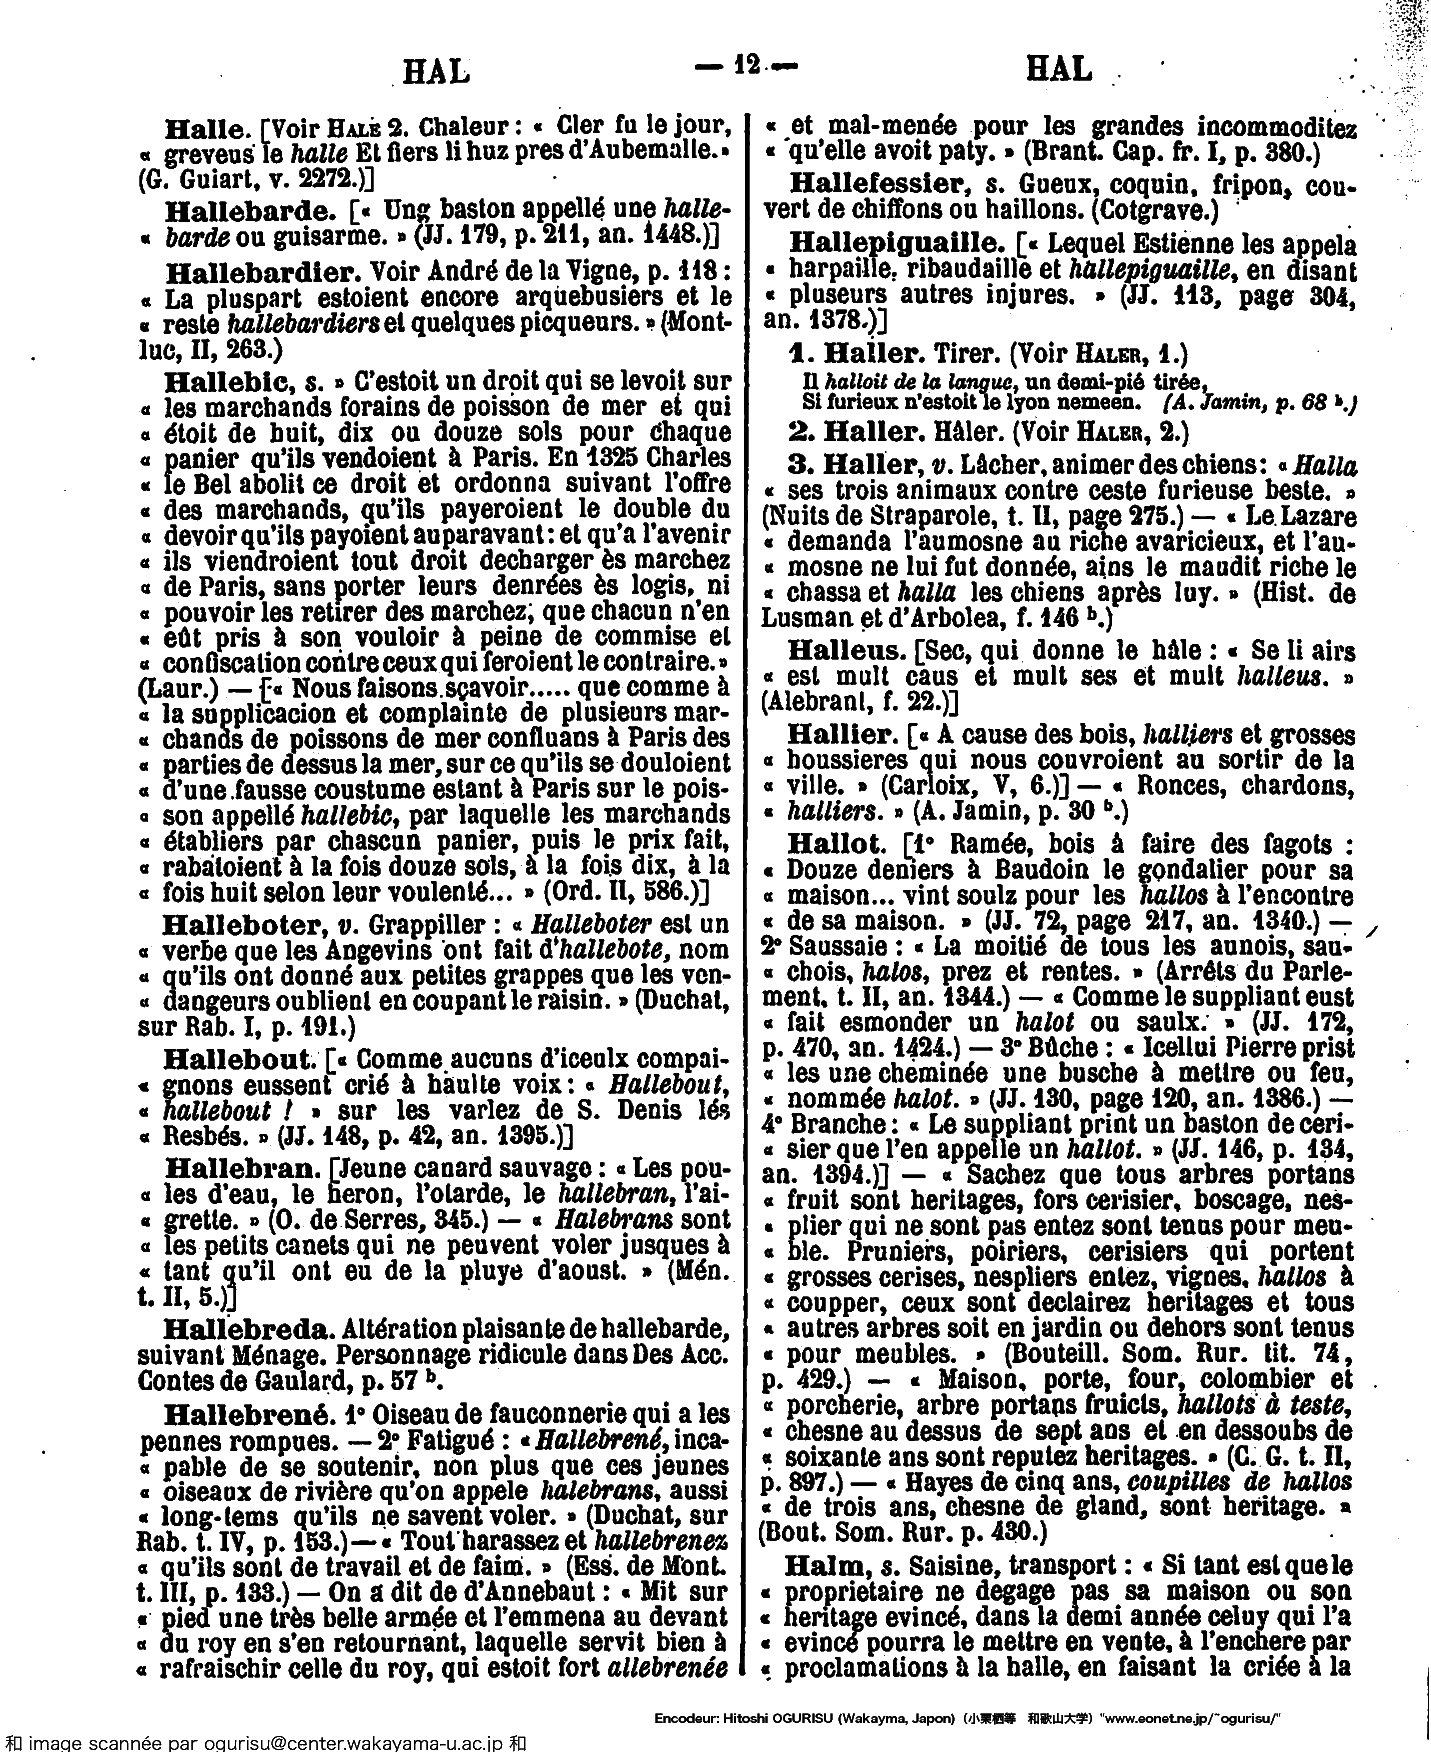 HAL — 12 — HAL
Halle. [Voir HALE 2. Chaleur : « Cler fu le jour,
« greveus le halle Et fiers li huz pres d'Aubemalle. »
(G. Guiart, v. 2272.)]
Hallebarde. [« Ung baston appellé une halle-
« barde ou guisarme. » (JJ. 179, p. 211, an. 1448.)]
Hallebardier. Voir André de la Vigne, p. 118 :
« La pluspart estoient encore arquebusiers et le
« reste hallebardiers et quelques picqueurs. » (Mont-
luc, II, 263.)
Hallebic, s. » C'estoit un droit qui se levoit sur
« les marchands forains de poisson de mer et qui
« étoit de huit, dix ou douze sols pour chaque
« panier qu'ils vendoient à Paris. En 1325 Charles
« le Bel abolit ce droit et ordonna suivant l'offre
« des marchands, qu'ils payeroient le double du
« devoir qu'ils payoient auparavant : et qu'a l'avenir
« ils viendroient tout droit decharger ès marchez
« de Paris, sans porter leurs denrées ès logis, ni
« pouvoir les retirer des marchez; que chacun n'en
« eût pris à son vouloir à peine de commise et
« confiscation contre ceux qui feroient le contraire. »
(Laur.) — [« Nous faisons sçavoir..... que comme à
« la supplicacion et complainte de plusieurs mar-
« chands de poissons de mer confluans à Paris des
« parties de dessus la mer, sur ce qu'ils se douloient
« d'une fausse coustume estant à Paris sur le pois-
« son appellé hallebic, par laquelle les marchands
« établiers par chascun panier, puis le prix fait,
« rabatoient à la fois douze sols, à la fois dix, à la
« fois huit selon leur voulenté... » (Ord. II, 586.)]
Halleboter, v. Grappiller : « Halleboter est un
« verbe que les Angevins ont fait d'hallebote, nom
« qu'ils ont donné aux petites grappes que les ven-
« dangeurs oublient en coupant le raisin. » (Duchat,
sur Rab. I, p. 191.)
Hallebout. [« Comme aucuns d'iceulx compai-
« gnons eussent crié à haulte voix : « Hallebout,
« hallebout ! » sur les varlez de S. Denis lés
« Resbés. » (JJ. 148, p. 42, an. 1395.)]
Hallebran. [Jeune canard sauvage : « Les pou-
« les d'eau, le heron, l'otarde, le hallebran, l'ai-
« grette. » (O. de Serres, 345.) — « Halebrans sont
« les petits canets qui ne peuvent voler jusques à
« tant qu'il ont eu de la pluye d'aoust. » (Mén.
t. II, 5.)]
Hallebreda. Altération plaisante de hallebarde,
suivant Ménage. Personnage ridicule dans Des Acc.
Contes de Gaulard, p. 57 b.
Hallebrené. 1° Oiseau de fauconnerie qui a les
pennes rompues. — 2° Fatigué : « Hallebrené, inca-
« pable de se soutenir, non plus que ces jeunes
« oiseaux de rivière qu'on appele halebrans, aussi
« long-tems qu'ils ne savent voler. » (Duchat, sur
Rab. t. IV, p. 153.) — « Tout harassez et hallebrenez
« qu'ils sont de travail et de faim. » (Ess. de Mont.
t. III, p. 133.) — On a dit de d'Annebaut : « Mit sur
« pied une très belle armée et l'emmena au devant
« du roy en s'en retournant, laquelle servit bien à
« rafraischir celle du roy, qui estoit fort allebrenée
« et mal-menée pour les grandes incommoditez
« qu'elle avoit paty. » (Brant. Cap. fr. I, p. 380.)
Hallefessier, s. Gueux, coquin, fripon, cou-
vert de chiffons ou haillons. (Cotgrave.)
Hallepiguaille. [« Lequel Estienne les appela
« harpaille, ribaudaille et hallepiguaille, en disant
« pluseurs autres injures. » (JJ. 113, page 304,
an. 1378.)]
1. Haller. Tirer. (Voir HALER, 1.)
Il halloit de la langue, un demi-pié tirée,
Si furieux n'estoit le lyon nemeen. (A. Jamin, p. 68 b.)
2. Haller. Hâler. (Voir HALER, 2.)
3. Haller, v. Lâcher, animer des chiens : « Halla
« ses trois animaux contre ceste furieuse beste. »
(Nuits de Straparole, t. II, page 275.) — « Le Lazare
« demanda l'aumosne au riche avaricieux, et l'au-
« mosne ne lui fut donnée, ains le maudit riche le
« chassa et halla les chiens après luy. » (Hist. de
Lusman et d'Arbolea, f. 146 b.)
Halleus. [Sec, qui donne le hâle : « Se li airs
« est mult caus et mult ses et mult halleus. »
(Alebrant, f. 22.)]
Hallier. [« A cause des bois, halliers et grosses
« houssieres qui nous couvroient au sortir de la
« ville. » (Carloix, V, 6.)] — « Ronces, chardons,
« halliers. » (A. Jamin, p. 30 b.)
Hallot. [1° Ramée, bois à faire des fagots :
« Douze deniers à Baudoin le gondalier pour sa
« maison... vint soulz pour les hallos à l'encontre
« de sa maison. » (JJ. 72, page 217, an. 1340.) —
2° Saussaie : « La moitié de tous les aunois, sau-
« chois, halos, prez et rentes. » (Arrêts du Parle-
ment, t. II, an. 1344.) — « Comme le suppliant eust
« fait esmonder un halot ou saulx. » (JJ. 172,
p. 470, an. 1424.) — 3° Bûche : « Icellui Pierre prist
« les une cheminée une busche à mettre ou feu,
« nommée halot. » (JJ. 130, page 120, an. 1386.) —
4° Branche : « Le suppliant print un baston de ceri-
« sier que l'en appelle un hallot. » (JJ. 146, p. 134,
an. 1394.)] — « Sachez que tous arbres portans
« fruit sont heritages, fors cerisier, boscage, nes-
« plier qui ne sont pas entez sont tenus pour meu-
« ble. Pruniers, poiriers, cerisiers qui portent
« grosses cerises, nespliers entez, vignes, hallos à
« coupper, ceux sont declairez heritages et tous
« autres arbres soit en jardin ou dehors sont tenus
« pour meubles. » (Bouteill. Som. Rur. tit. 74,
p. 429.) — « Maison, porte, four, colombier et
« porcherie, arbre portans fruicts, hallots à teste,
« chesne au dessus de sept ans et en dessoubs de
« soixante ans sont reputez heritages. » (C. G. t. II,
p. 897.) — « Hayes de cinq ans, coupilles de hallos
« de trois ans, chesne de gland, sont heritage. »
(Bout. Som. Rur. p. 430.)
Halm, s. Saisine, transport : « Si tant est que le
« proprietaire ne degage pas sa maison ou son
« heritage evincé, dans la demi année celuy qui l'a
« evincé pourra le mettre en vente, à l'enchere par
« proclamations à la halle, en faisant la criée à la
Encodeur: Hitoshi OGURISU (Wakayma, Japon) (小栗栖等 和歌山大学) "www.eonet.ne.jp/~ogurisu/"
和 image scannée par ogurisu@center.wakayama-u.ac.jp 和